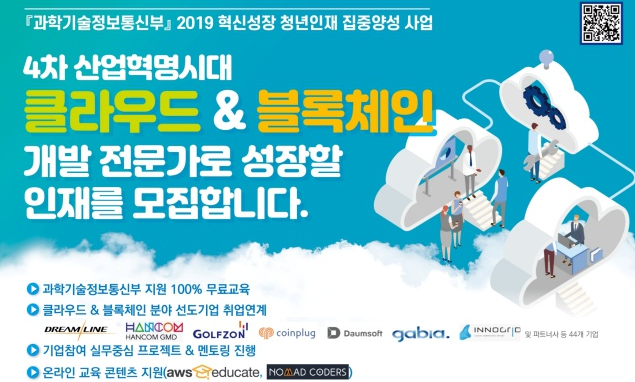 『과학기술정보통신부』 2019 혁신성장 청년인재 집중양성 사업
4차 산업혁명시대
클라우드 & 블록체인
개발 전문가로 성장할
인재를 모집합니다.
과학기술정보통신부 지원 100% 무료교육
클라우드 & 블록체인 분야 선도기업 취업연계
DREAMLINE HANCOM HANCOM GMD GOLFZON coinplug Daumsoft gabia. INNOGRID 및 파트너사 등 44개 기업
기업참여 실무중심 프로젝트 & 멘토링 진행
온라인 교육 콘텐츠 지원(aws educate, NOMAD CODERS)